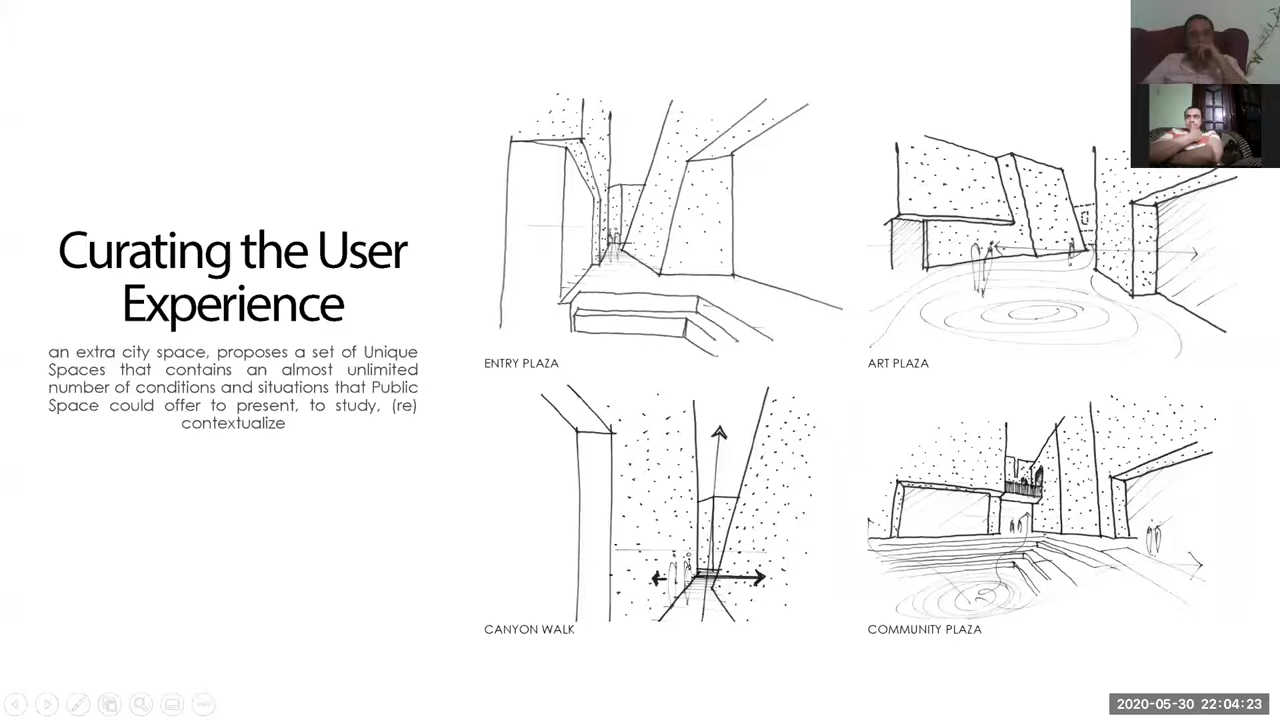 Curating the User
Experience
an extra city space, proposes a set of Unique
Spaces that contains an almost unlimited
number of conditions and situations that Public
Space could offer to present, to study, (re)
contextualize
ENTRY PLAZA
ART PLAZA
CANYON WALK
COMMUNITY PLAZA
2020-05-30 22:04:23